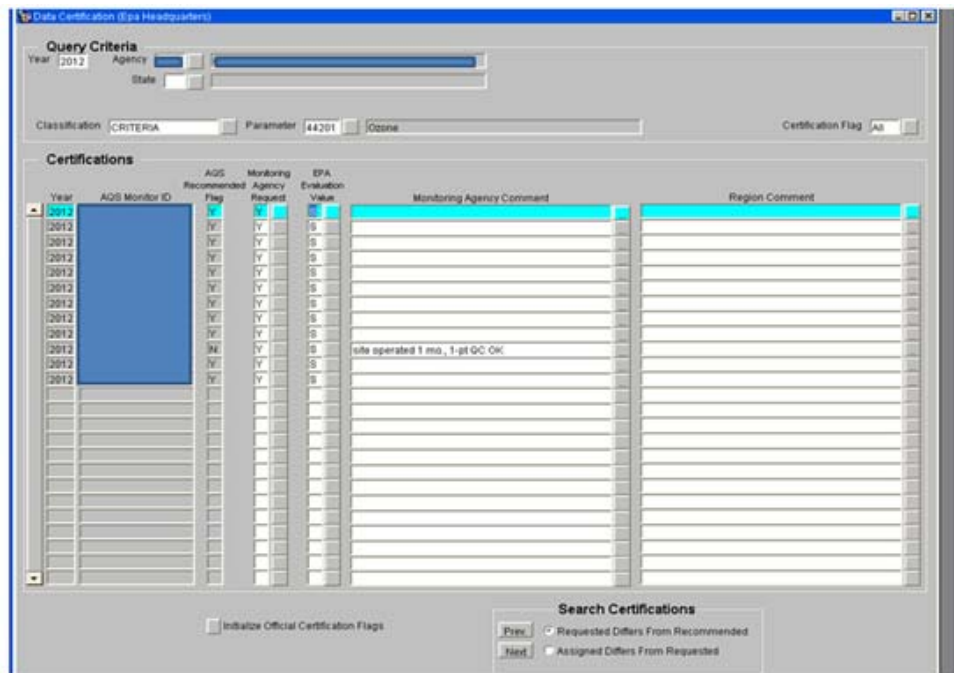 Data Certification (Epa Headquarters)
Query Criteria
Year 2012 Agency
State
Classification CRITERIA Parameter 44201 Ozone Certification Flag All
Certifications
AQS Monitoring EPA
Recommended Agency Evaluation
Year AQS Monitor ID Flag Request Value Monitoring Agency Comment Region Comment
2012 Y Y S
2012 Y Y S
2012 Y Y S
2012 Y Y S
2012 Y Y S
2012 Y Y S
2012 Y Y S
2012 Y Y S
2012 Y Y S
2012 N Y S site operated 1 mo., 1-pt QC OK
2012 Y Y S
2012 Y Y S
Initialize Official Certification Flags
Search Certifications
Prev Requested Differs From Recommended
Next Assigned Differs From Requested